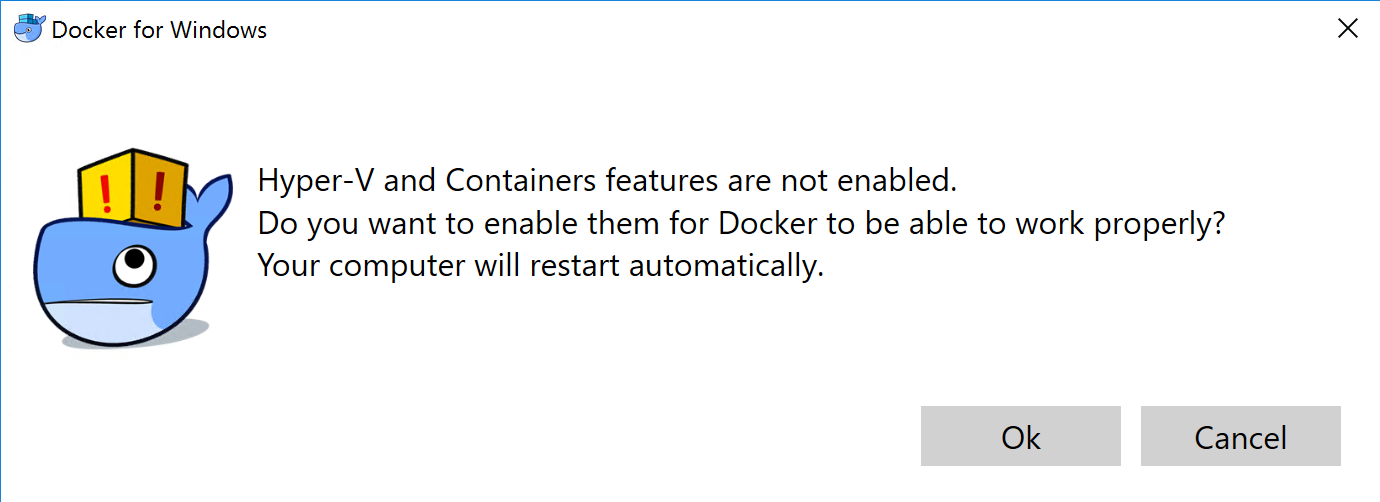 Docker for Windows
Hyper-V and Containers features are not enabled.
Do you want to enable them for Docker to be able to work properly?
Your computer will restart automatically.
Ok
Cancel